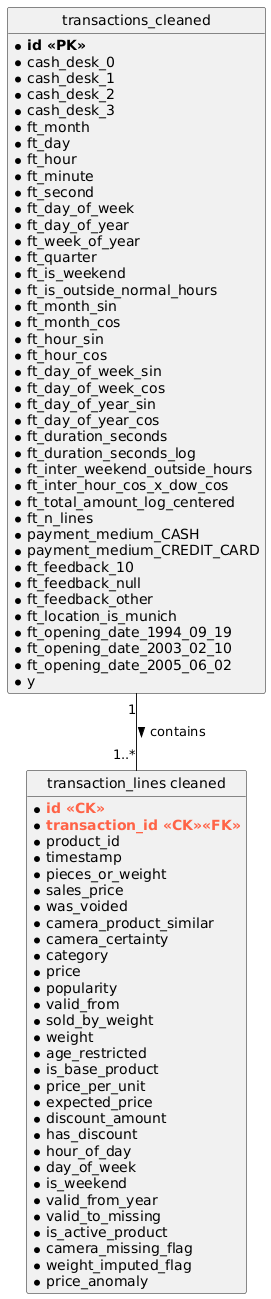 transactions_cleaned
id «PK»
cash_desk_0
cash_desk_1
cash_desk_2
cash_desk_3
ft_month
ft_day
ft_hour
ft_minute
ft_second
ft_day_of_week
ft_day_of_year
ft_week_of_year
ft_quarter
ft_is_weekend
ft_is_outside_normal_hours
ft_month_sin
ft_month_cos
ft_hour_sin
ft_hour_cos
ft_day_of_week_sin
ft_day_of_week_cos
ft_day_of_year_sin
ft_day_of_year_cos
ft_duration_seconds
ft_duration_seconds_log
ft_inter_weekend_outside_hours
ft_inter_hour_cos_x_dow_cos
ft_total_amount_log_centered
ft_n_lines
payment_medium_CASH
payment_medium_CREDIT_CARD
ft_feedback_10
ft_feedback_null
ft_feedback_other
ft_location_is_munich
ft_opening_date_1994_09_19
ft_opening_date_2003_02_10
ft_opening_date_2005_06_02
y
1
contains
1..*
transaction_lines cleaned
id «CK»
transaction_id «CK»«FK»
product_id
timestamp
pieces_or_weight
sales_price
was_voided
camera_product_similar
camera_certainty
category
price
popularity
valid_from
sold_by_weight
weight
age_restricted
is_base_product
price_per_unit
expected_price
discount_amount
has_discount
hour_of_day
day_of_week
is_weekend
valid_from_year
valid_to_missing
is_active_product
camera_missing_flag
weight_imputed_flag
price_anomaly